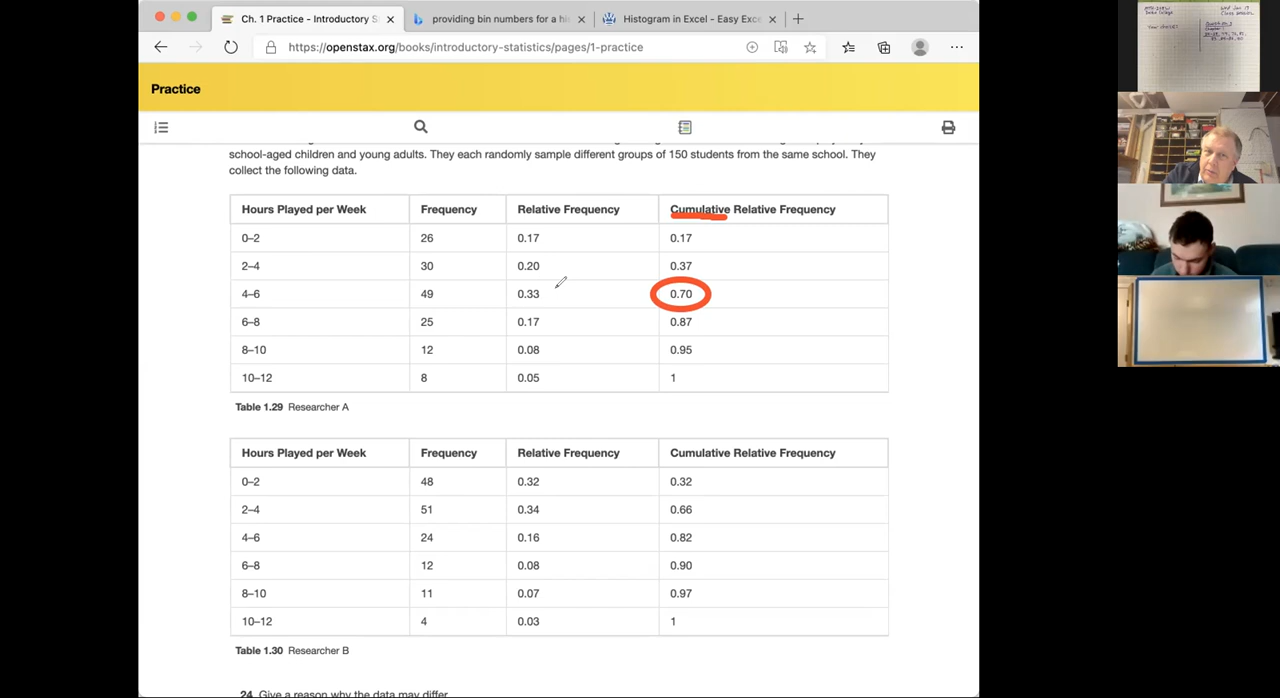 Ch. 1 Practice - Introductory S
providing bin numbers for a hi
Histogram in Excel - Easy Exce
https://openstax.org/books/introductory-statistics/pages/1-practice
Practice
school-aged children and young adults. They each randomly sample different groups of 150 students from the same school. They
collect the following data.
Hours Played per Week Frequency Relative Frequency Cumulative Relative Frequency
0–2 26 0.17 0.17
2–4 30 0.20 0.37
4–6 49 0.33 0.70
6–8 25 0.17 0.87
8–10 12 0.08 0.95
10–12 8 0.05 1
Table 1.29 Researcher A
Hours Played per Week Frequency Relative Frequency Cumulative Relative Frequency
0–2 48 0.32 0.32
2–4 51 0.34 0.66
4–6 24 0.16 0.82
6–8 12 0.08 0.90
8–10 11 0.07 0.97
10–12 4 0.03 1
Table 1.30 Researcher B
24 Give a reason why the data may differ